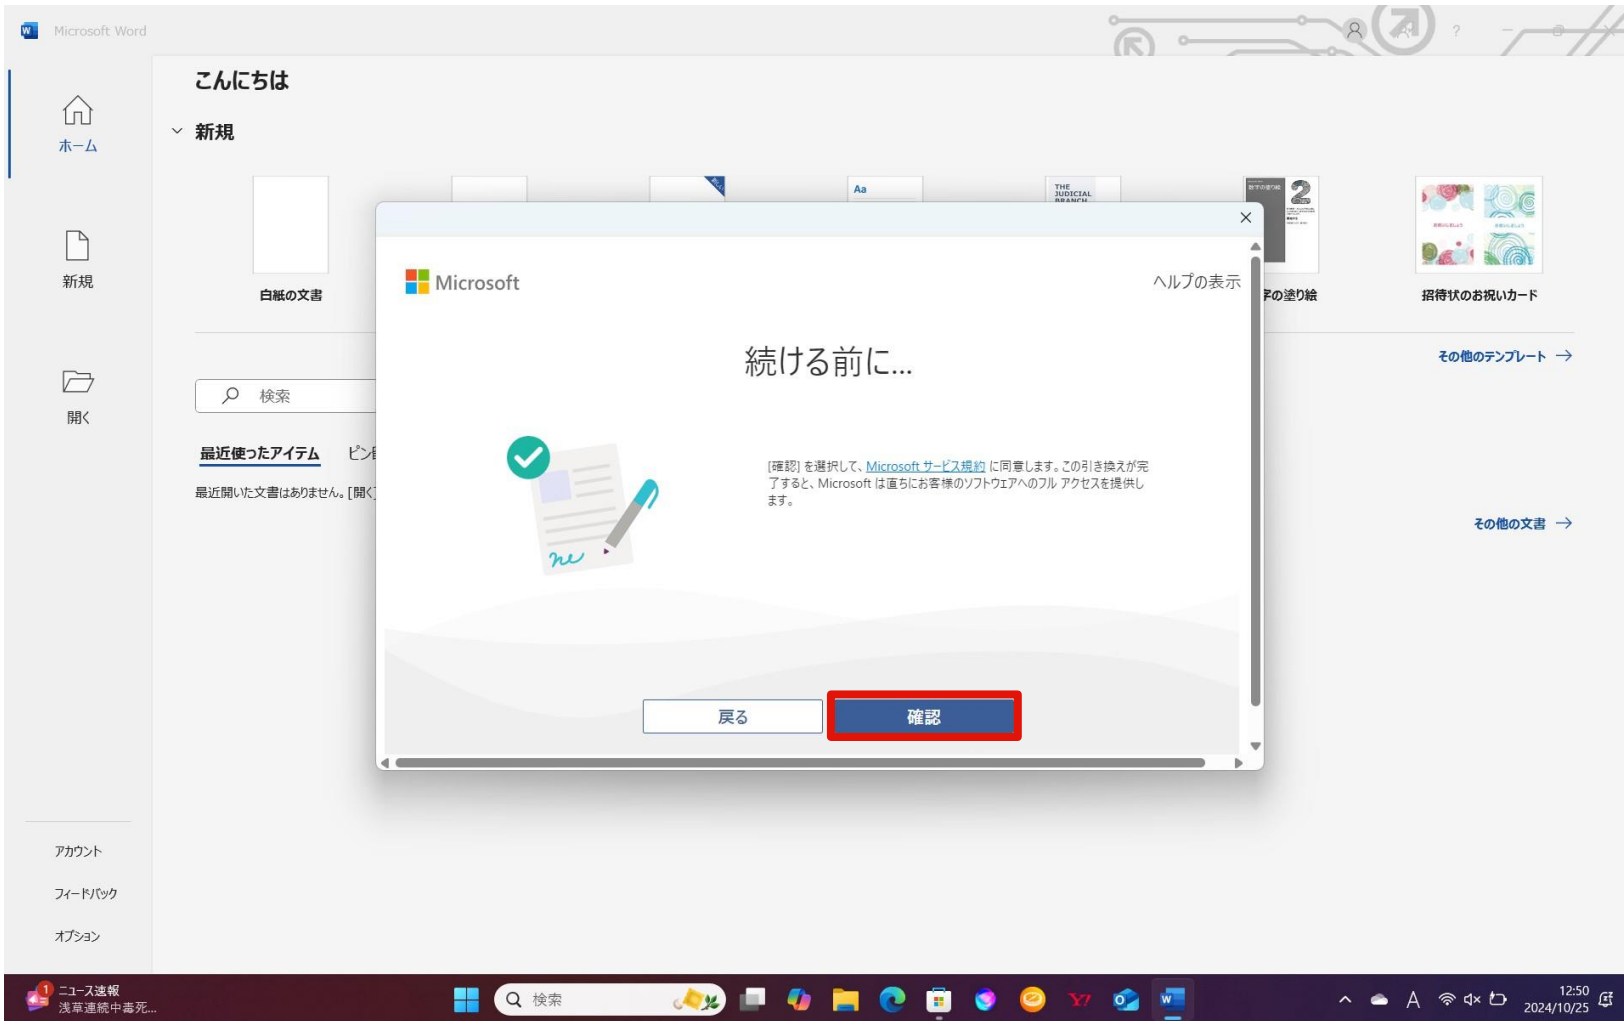 Microsoft Word
?
こんにちは
新規
ホーム
新規
開く
白紙の文書
Aa
THE
JUDICIAL
BRANCH
2
字の塗り絵
招待状のお祝いカード
その他のテンプレート →
検索
最近使ったアイテム
最近開いた文書はありません。[開く]
その他の文書 →
Microsoft
ヘルプの表示
続ける前に...
[確認] を選択して、Microsoft サービス規約 に同意します。この引き換えが完
了すると、Microsoft は直ちにお客様のソフトウェアへのフル アクセスを提供し
ます。
戻る
確認
アカウント
フィードバック
オプション
1
ニュース速報
浅草連続中毒死...
検索
A
12:50
2024/10/25